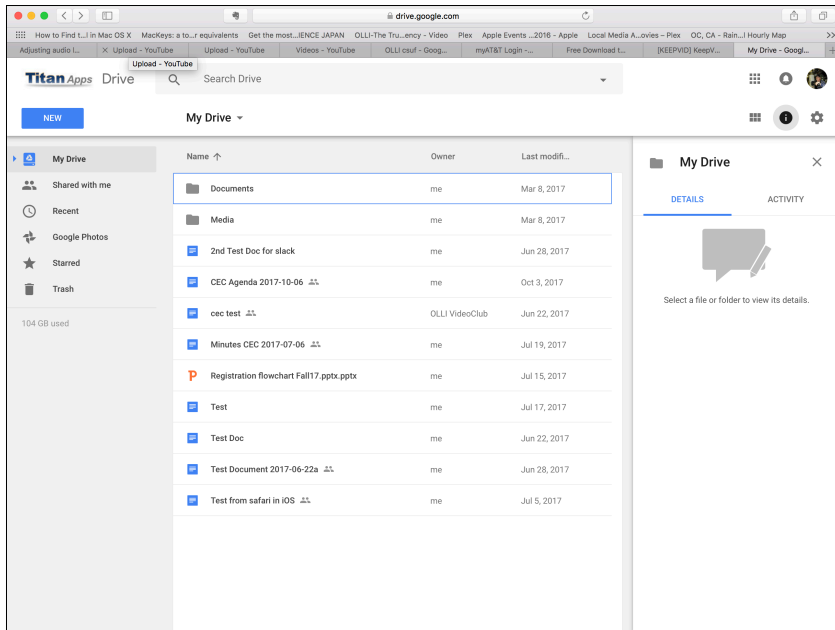 drive.google.com
How to Find t...l in Mac OS X MacKeys: a to...r equivalents Get the most...IENCE JAPAN OLLI-The Tru...ency - Video Plex Apple Events ...2016 - Apple Local Media A...ovies – Plex OC, CA - Rain...l Hourly Map >>
Adjusting audio l... × Upload - YouTube Upload - YouTube Videos - YouTube OLLI csuf - Goog... myAT&T Login -... Free Download t... [KEEPVID] KeepV... My Drive - Googl... +
Upload - YouTube
Titan Apps Drive Search Drive
NEW My Drive
My Drive
Shared with me
Recent
Google Photos
Starred
Trash
104 GB used
Name Owner Last modifi...
Documents me Mar 8, 2017
Media me Mar 8, 2017
2nd Test Doc for slack me Jun 28, 2017
CEC Agenda 2017-10-06 me Oct 3, 2017
cec test OLLI VideoClub Jun 22, 2017
Minutes CEC 2017-07-06 me Jul 19, 2017
Registration flowchart Fall17.pptx.pptx me Jul 15, 2017
Test me Jul 17, 2017
Test Doc me Jun 22, 2017
Test Document 2017-06-22a me Jun 28, 2017
Test from safari in iOS me Jul 5, 2017
My Drive
DETAILS ACTIVITY
Select a file or folder to view its details.